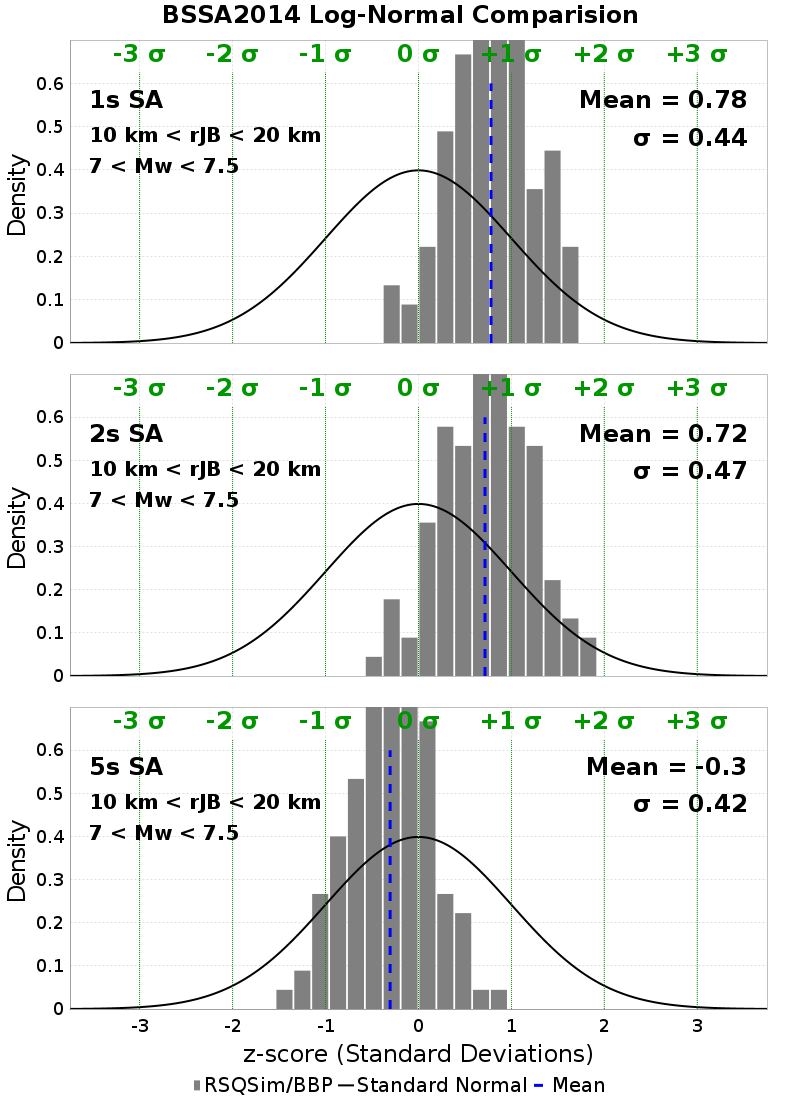 BSSA2014 Log-Normal Comparision
-3 σ -2 σ -1 σ 0 σ +1 σ +2 σ +3 σ
1s SA
10 km < rJB < 20 km
7 < Mw < 7.5
Mean = 0.78
σ = 0.44
0.6
0.5
0.4
0.3
0.2
0.1
0
Density
-3 σ -2 σ -1 σ 0 σ +1 σ +2 σ +3 σ
2s SA
10 km < rJB < 20 km
7 < Mw < 7.5
Mean = 0.72
σ = 0.47
0.6
0.5
0.4
0.3
0.2
0.1
0
Density
-3 σ -2 σ -1 σ 0 σ +1 σ +2 σ +3 σ
5s SA
10 km < rJB < 20 km
7 < Mw < 7.5
Mean = -0.3
σ = 0.42
0.6
0.5
0.4
0.3
0.2
0.1
0
Density
-3 -2 -1 0 1 2 3
z-score (Standard Deviations)
RSQSim/BBP Standard Normal Mean